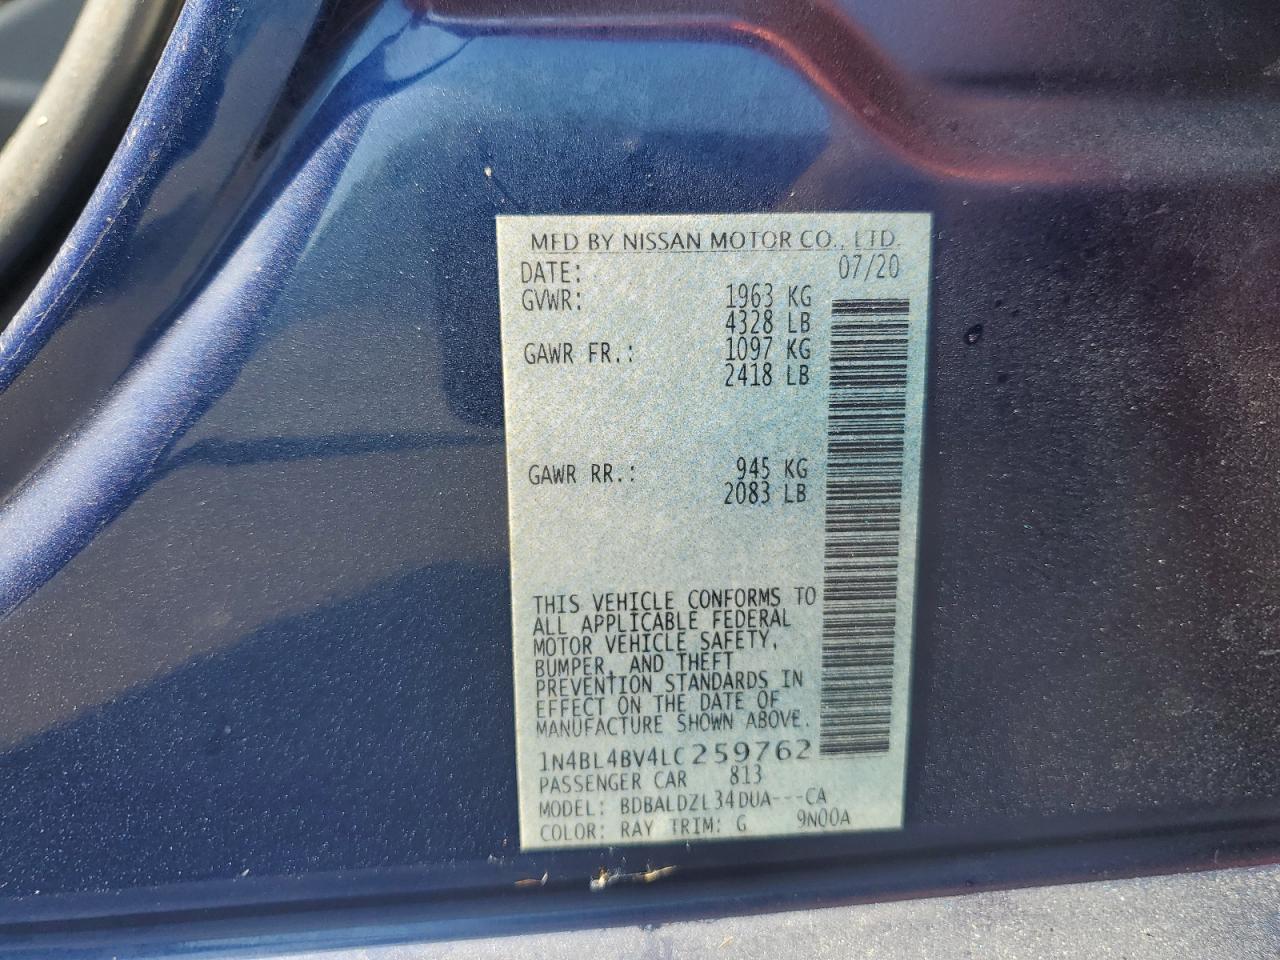 MFD BY NISSAN MOTOR CO., LTD.
DATE: 07/20
GVWR: 1963 KG
4328 LB
GAWR FR.: 1097 KG
2418 LB
GAWR RR.: 945 KG
2083 LB
THIS VEHICLE CONFORMS TO
ALL APPLICABLE FEDERAL
MOTOR VEHICLE SAFETY,
BUMPER, AND THEFT
PREVENTION STANDARDS IN
EFFECT ON THE DATE OF
MANUFACTURE SHOWN ABOVE.
1N4BL4BV4LC259762
PASSENGER CAR 813
MODEL: BDBALDZL34DUA---CA
COLOR: RAY TRIM: G 9N00A